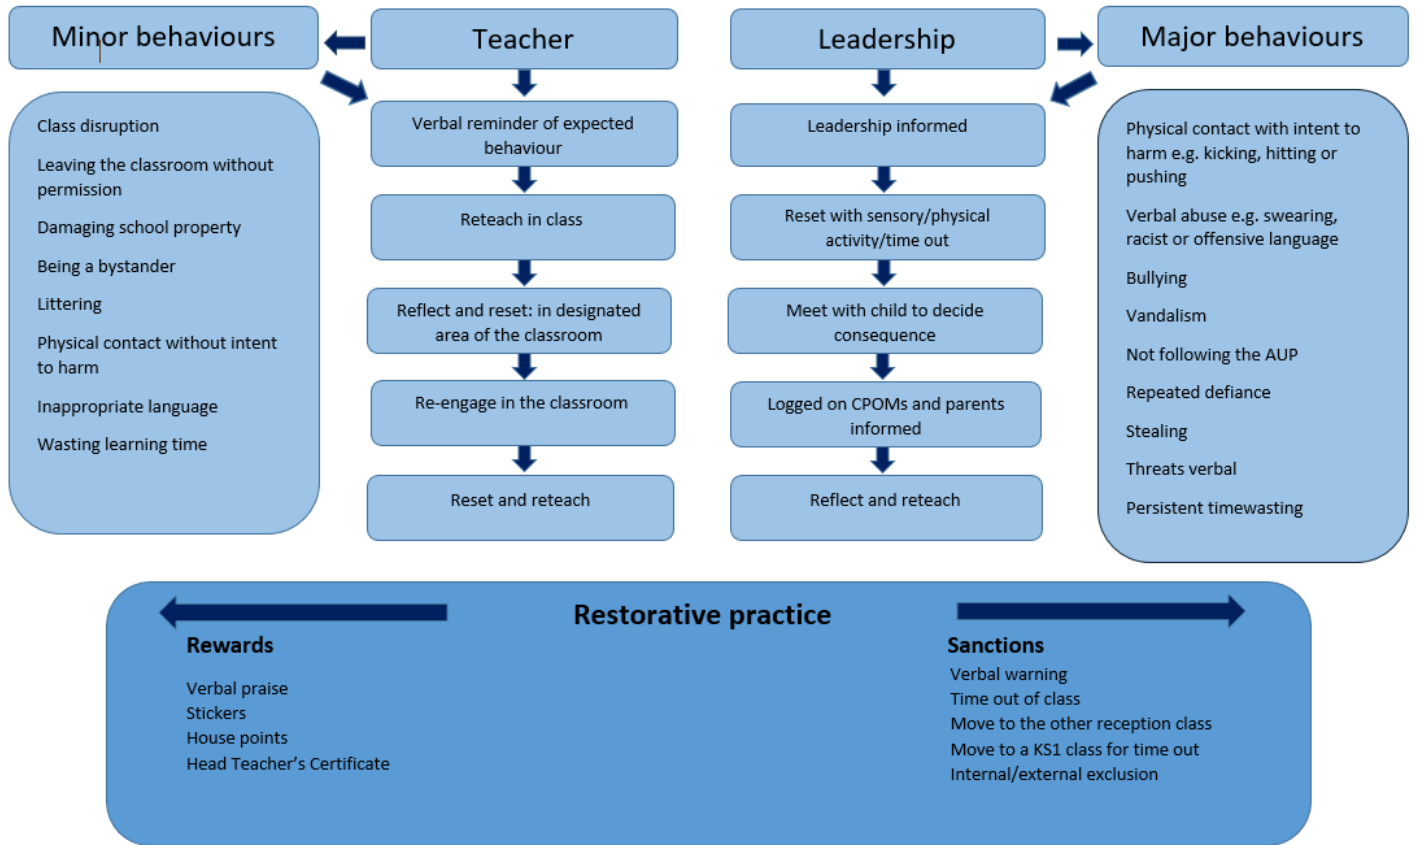 Minor behaviours
Teacher
Leadership
Major behaviours
Class disruption
Leaving the classroom without
permission
Damaging school property
Being a bystander
Littering
Physical contact without intent
to harm
Inappropriate language
Wasting learning time
Verbal reminder of expected
behaviour
Reteach in class
Reflect and reset: in designated
area of the classroom
Re-engage in the classroom
Reset and reteach
Leadership informed
Reset with sensory/physical
activity/time out
Meet with child to decide
consequence
Logged on CPOMs and parents
informed
Reflect and reteach
Physical contact with intent to
harm e.g. kicking, hitting or
pushing
Verbal abuse e.g. swearing,
racist or offensive language
Bullying
Vandalism
Not following the AUP
Repeated defiance
Stealing
Threats verbal
Persistent timewasting
Restorative practice
Rewards
Verbal praise
Stickers
House points
Head Teacher’s Certificate
Sanctions
Verbal warning
Time out of class
Move to the other reception class
Move to a KS1 class for time out
Internal/external exclusion